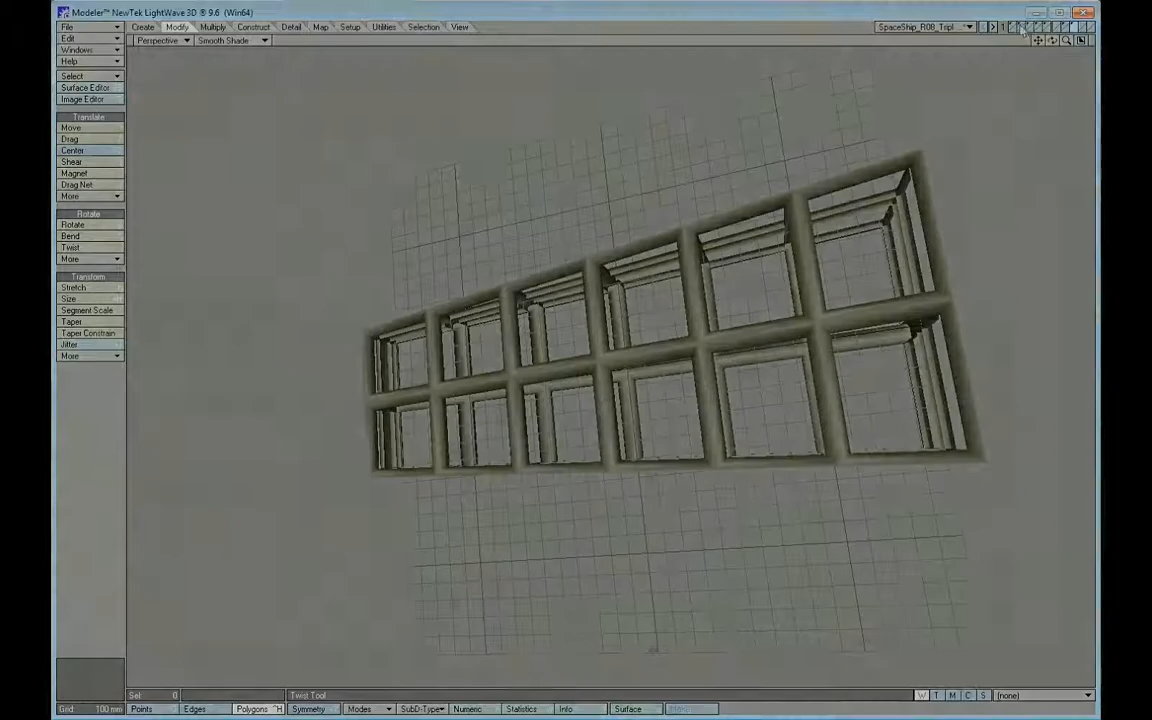 Modeler™ NewTek LightWave 3D ® 9.6 (Win64)
File
Create
Modify
Multiply
Construct
Detail
Map
Setup
Utilities
Selection
View
SpaceShip_R08_Tripl ...*
1
Edit
Perspective
Smooth Shade
Windows
Help
Select
Surface Editor
Image Editor
Translate
Move
Drag
Center
Shear
Magnet
Drag Net
More
Rotate
Rotate
Bend
Twist
More
Transform
Stretch
Size
Segment Scale
Taper
Taper Constrain
Jitter
More
Sel: 0
Twist Tool
W T M C S (none)
Grid: 100 mm
Points
Edges
Polygons ^H
Symmetry
Modes
SubD-Type
Numeric
Statistics
Info
Surface